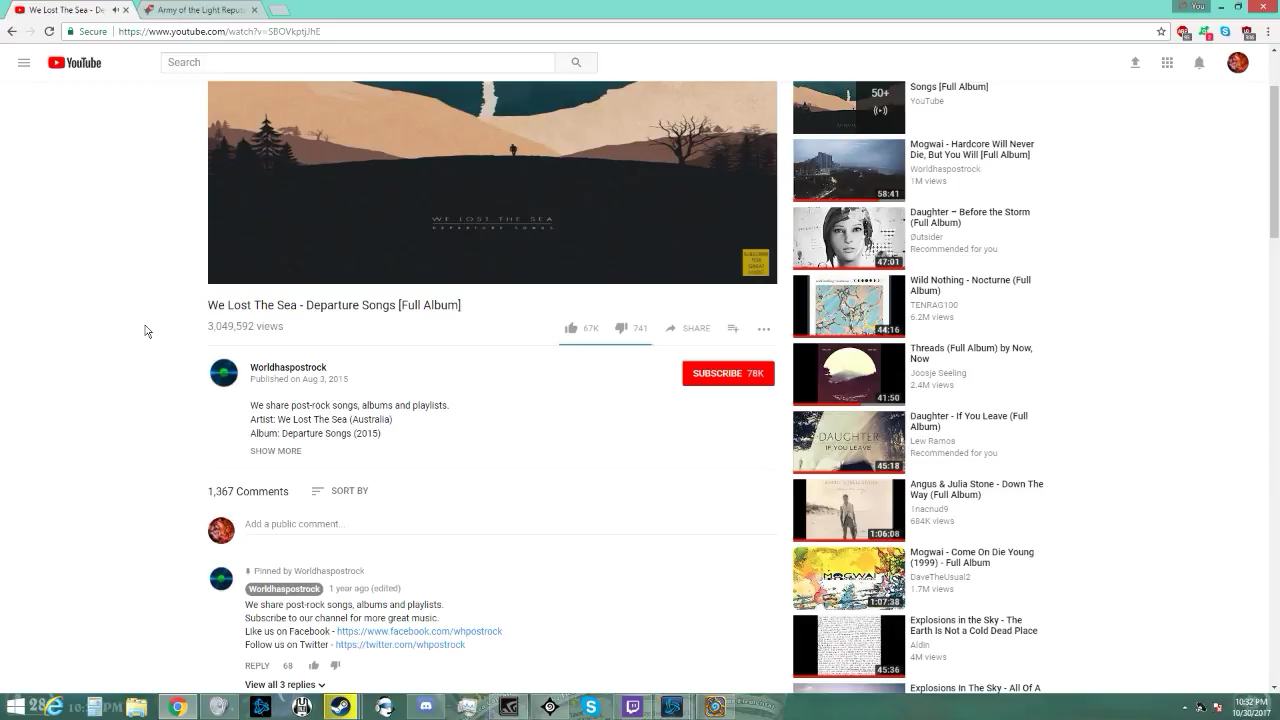 We Lost The Sea - De
Army of the Light Reput
You
Secure
https://www.youtube.com/watch?v=SBOVkptjJhE
YouTube
Search
WE LOST THE SEA
DEPARTURE SONGS
We Lost The Sea - Departure Songs [Full Album]
3,049,592 views
67K
741
SHARE
Worldhaspostrock
Published on Aug 3, 2015
SUBSCRIBE 78K
We share post-rock songs, albums and playlists.
Artist: We Lost The Sea (Australia)
Album: Departure Songs (2015)
SHOW MORE
1,367 Comments
SORT BY
Add a public comment...
Pinned by Worldhaspostrock
Worldhaspostrock
1 year ago (edited)
We share post-rock songs, albums and playlists.
Subscribe to our channel for more great music.
Like us on Facebook - https://www.facebook.com/whpostrock
Follow us on Twitter - https://twitter.com/whpostrock
REPLY 68
View all 3 replies
50+
Songs [Full Album]
YouTube
58:41
Mogwai - Hardcore Will Never
Die, But You Will [Full Album]
Worldhaspostrock
1M views
47:01
Daughter – Before the Storm
(Full Album)
Øutsider
Recommended for you
44:16
Wild Nothing - Nocturne (Full
Album)
TENRAG100
6.2M views
41:50
Threads (Full Album) by Now,
Now
Joosje Seeling
2.4M views
DAUGHTER
IF YOU LEAVE
45:18
Daughter - If You Leave (Full
Album)
Lew Ramos
Recommended for you
1:06:08
Angus & Julia Stone - Down The
Way (Full Album)
1nacnud9
684K views
MOGWAI
1:07:38
Mogwai - Come On Die Young
(1999) - Full Album
DaveTheUsual2
1.7M views
45:36
Explosions in the Sky - The
Earth Is Not a Cold Dead Place
Aldin
4M views
Explosions In The Sky - All Of A
10:32 PM
10/30/2017